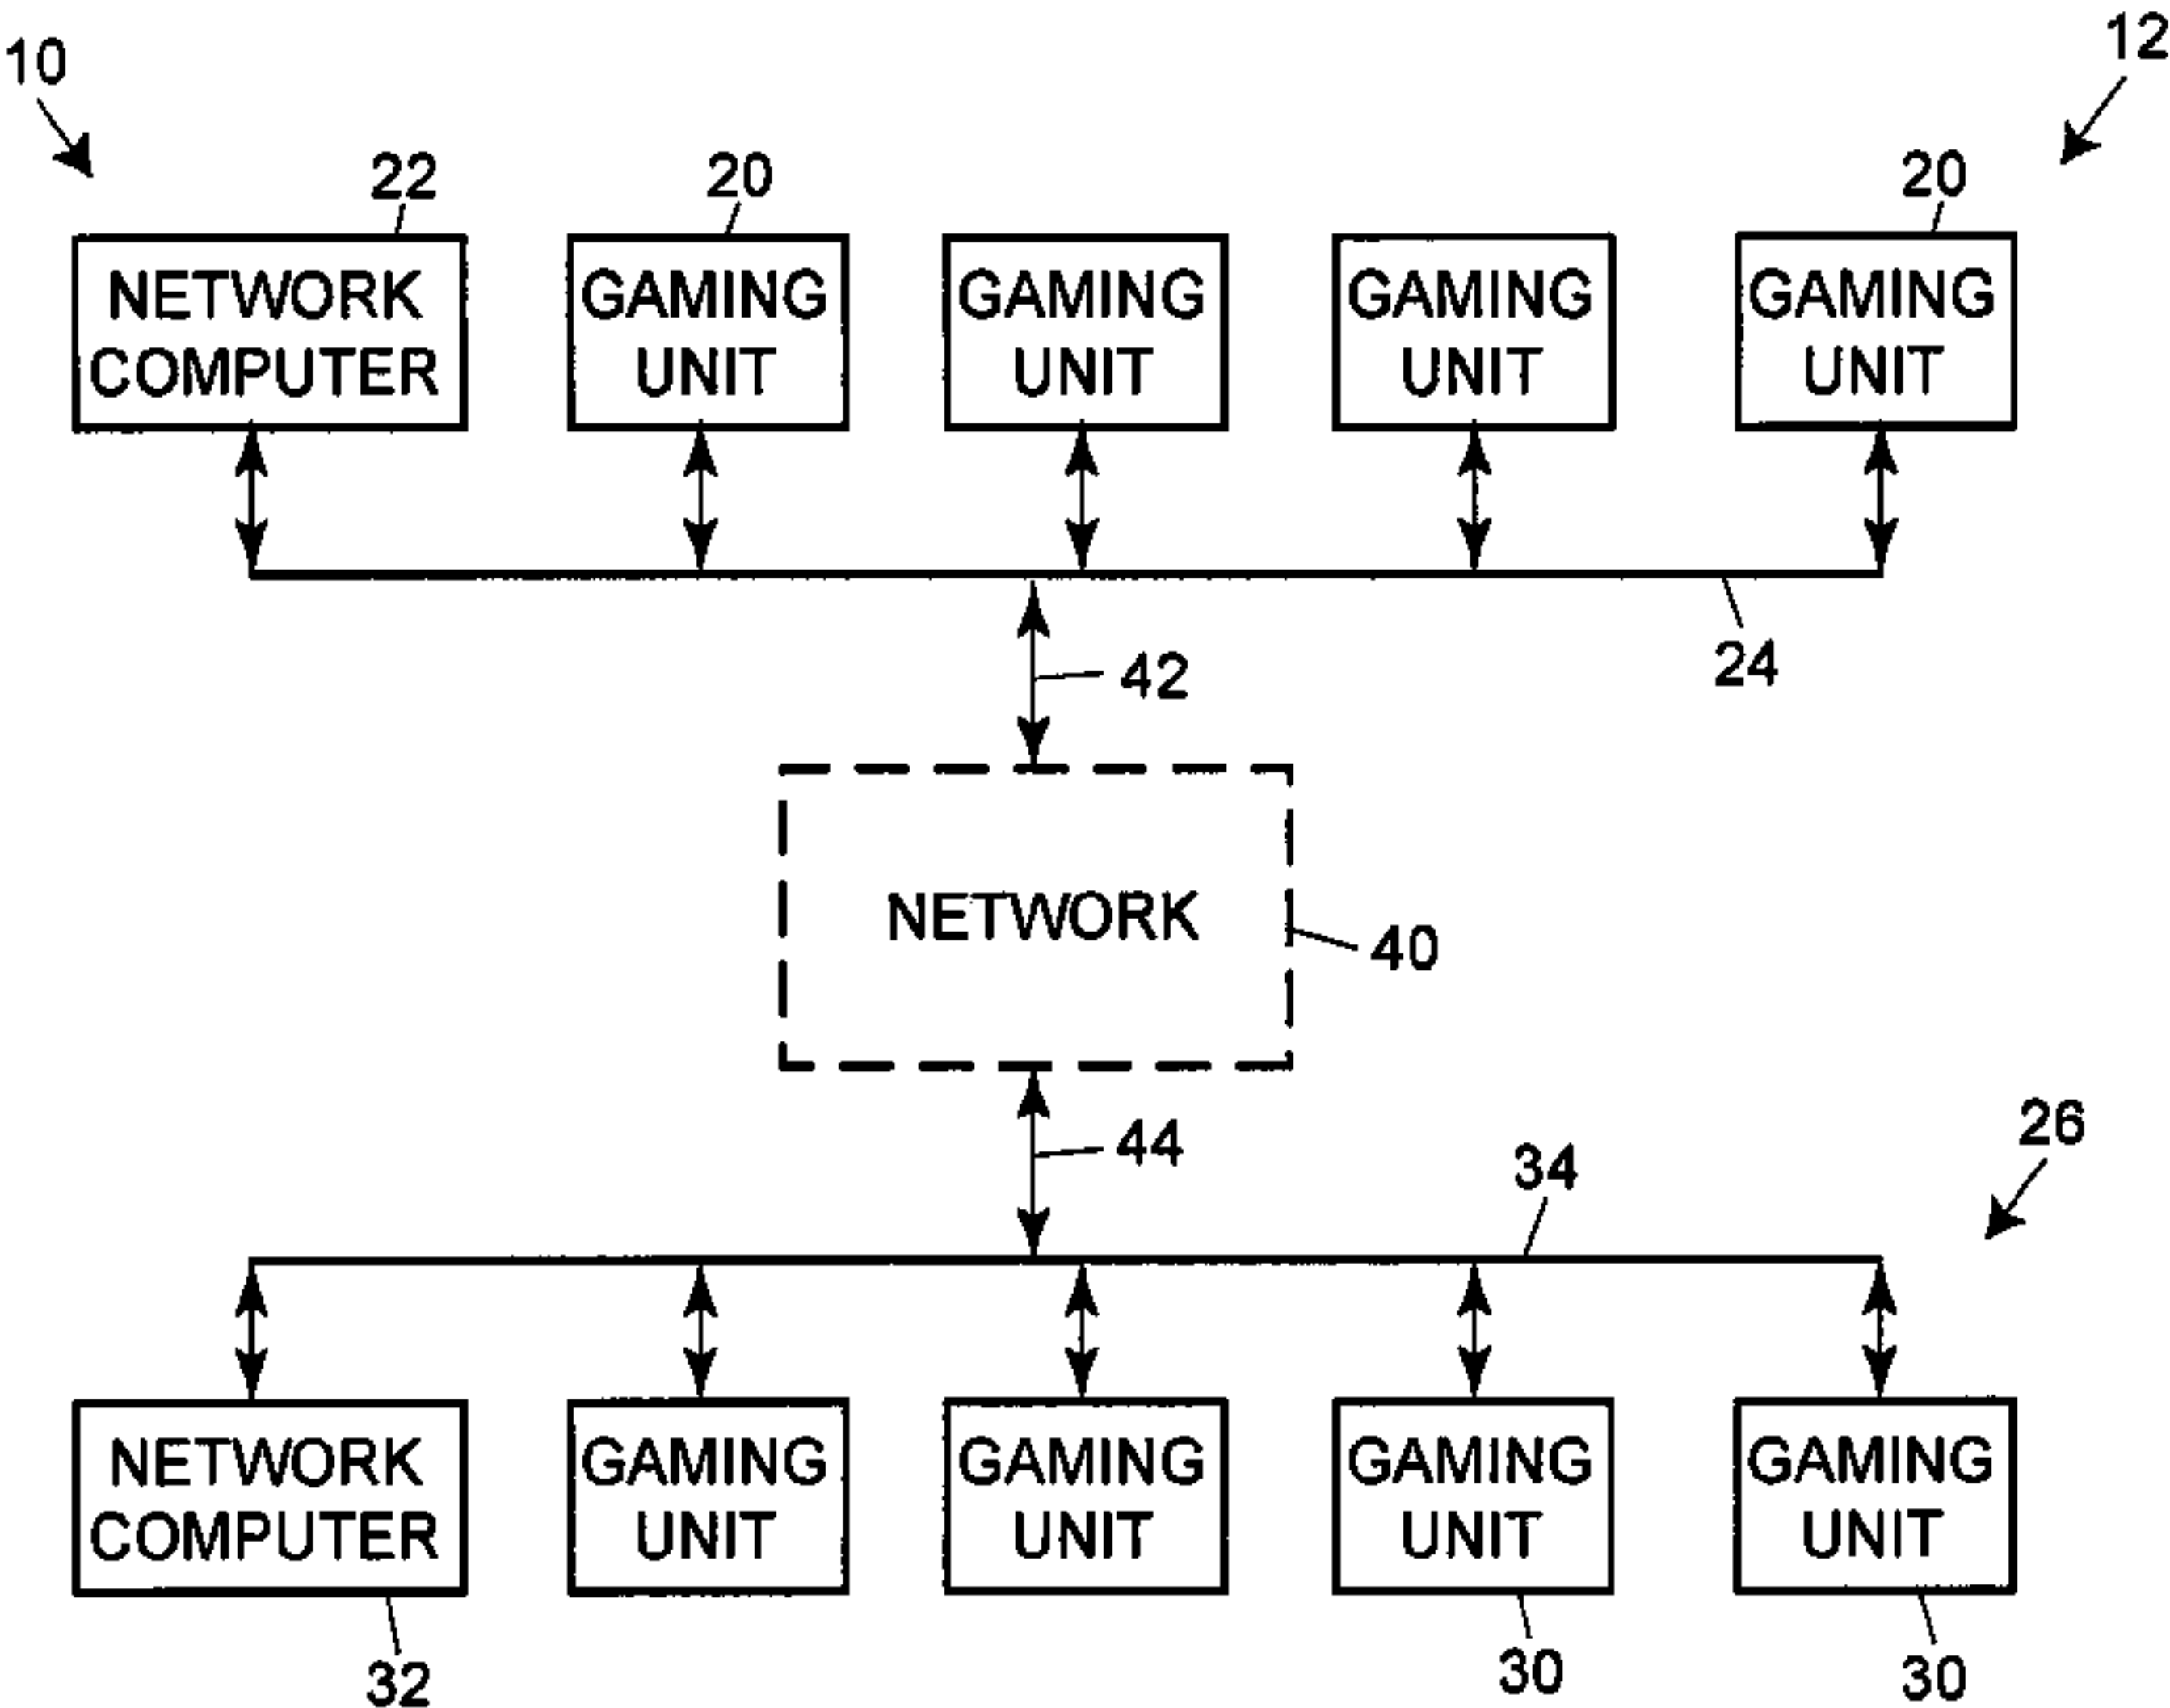 10
12
22
20
20
NETWORK
COMPUTER
GAMING
UNIT
GAMING
UNIT
GAMING
UNIT
GAMING
UNIT
24
42
NETWORK
40
44
34
26
NETWORK
COMPUTER
GAMING
UNIT
GAMING
UNIT
GAMING
UNIT
GAMING
UNIT
32
30
30